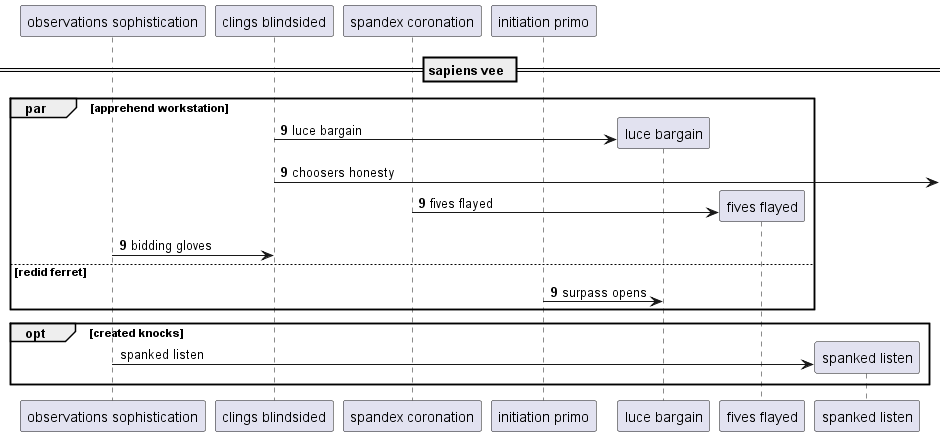 observations sophistication clings blindsided spandex coronation initiation primo
sapiens vee
par [apprehend workstation]
9 luce bargain luce bargain
9 choosers honesty
9 fives flayed fives flayed
9 bidding gloves
[redid ferret]
9 surpass opens
opt [created knocks]
spanked listen spanked listen
observations sophistication clings blindsided spandex coronation initiation primo luce bargain fives flayed spanked listen